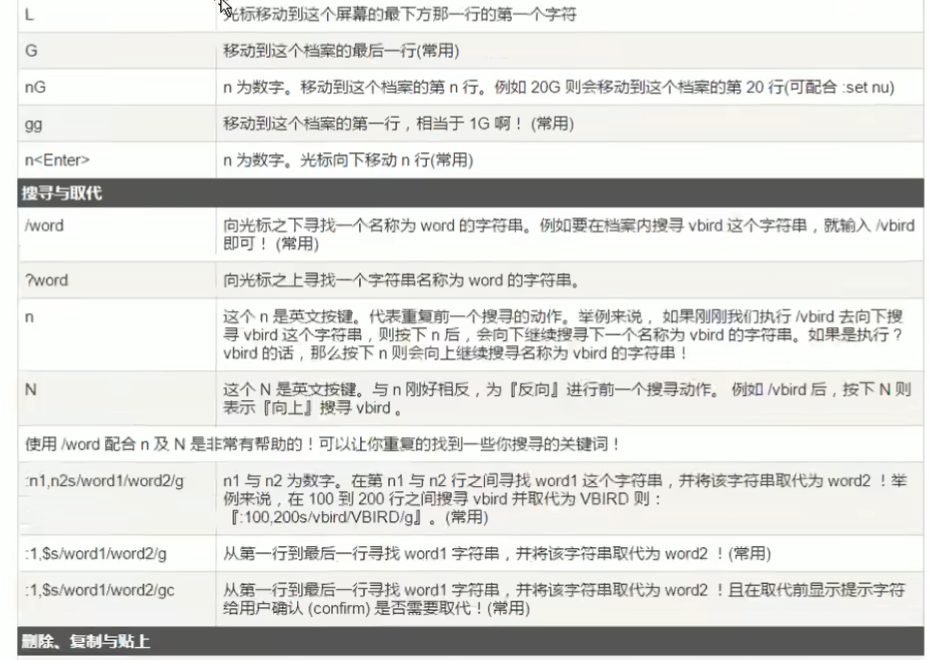 L 光标移动到这个屏幕的最下方那一行的第一个字符
G 移动到这个档案的最后一行(常用)
nG n 为数字。移动到这个档案的第 n 行。例如 20G 则会移动到这个档案的第 20 行(可配合 :set nu)
gg 移动到这个档案的第一行，相当于 1G 啊！ (常用)
n<Enter> n 为数字。光标向下移动 n 行(常用)
搜寻与取代
/word 向光标之下寻找一个名称为 word 的字符串。例如要在档案内搜寻 vbird 这个字符串，就输入 /vbird
即可！ (常用)
?word 向光标之上寻找一个字符串名称为 word 的字符串。
n 这个 n 是英文按键。代表重复前一个搜寻的动作。举例来说， 如果刚刚我们执行 /vbird 去向下搜
寻 vbird 这个字符串，则按下 n 后，会向下继续搜寻下一个名称为 vbird 的字符串。如果是执行 ?
vbird 的话，那么按下 n 则会向上继续搜寻名称为 vbird 的字符串！
N 这个 N 是英文按键。与 n 刚好相反，为『反向』进行前一个搜寻动作。 例如 /vbird 后，按下 N 则
表示『向上』搜寻 vbird 。
使用 /word 配合 n 及 N 是非常有帮助的！可以让你重复的找到一些你搜寻的关键词！
:n1,n2s/word1/word2/g n1 与 n2 为数字。在第 n1 与 n2 行之间寻找 word1 这个字符串，并将该字符串取代为 word2 ！举
例来说，在 100 到 200 行之间搜寻 vbird 并取代为 VBIRD 则：
『:100,200s/vbird/VBIRD/g』。(常用)
:1,$s/word1/word2/g 从第一行到最后一行寻找 word1 字符串，并将该字符串取代为 word2 ！(常用)
:1,$s/word1/word2/gc 从第一行到最后一行寻找 word1 字符串，并将该字符串取代为 word2 ！且在取代前显示提示字符
给用户确认 (confirm) 是否需要取代！(常用)
删除、复制与贴上